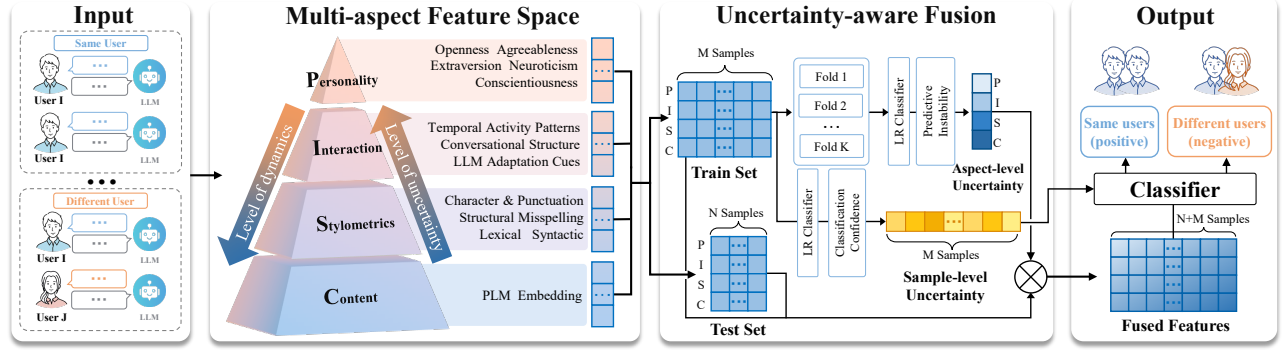 Input
Same User
...
...
User I
LLM
User I
LLM
...
Different User
...
...
User I
LLM
...
...
User J
LLM
Multi-aspect Feature Space
Level of dynamics
Level of uncertainty
Personality
Interaction
Stylometrics
Content
Openness Agreeableness
Extraversion Neuroticism
Conscientiousness
...
Temporal Activity Patterns
Conversational Structure
LLM Adaptation Cues
...
Character & Punctuation
Structural Misspelling
Lexical Syntactic
...
PLM Embedding
...
Uncertainty-aware Fusion
M Samples
P
I
S
C
...
...
Train Set
Fold 1
Fold 2
...
Fold K
LR Classifier
Predictive
Instability
P
I
S
C
Aspect-level
Uncertainty
LR Classifier
Classification
Confidence
...
M Samples
Sample-level
Uncertainty
N Samples
P
I
S
C
...
...
Test Set
Output
Same users
(positive)
Different users
(negative)
Classifier
N+M Samples
...
...
Fused Features